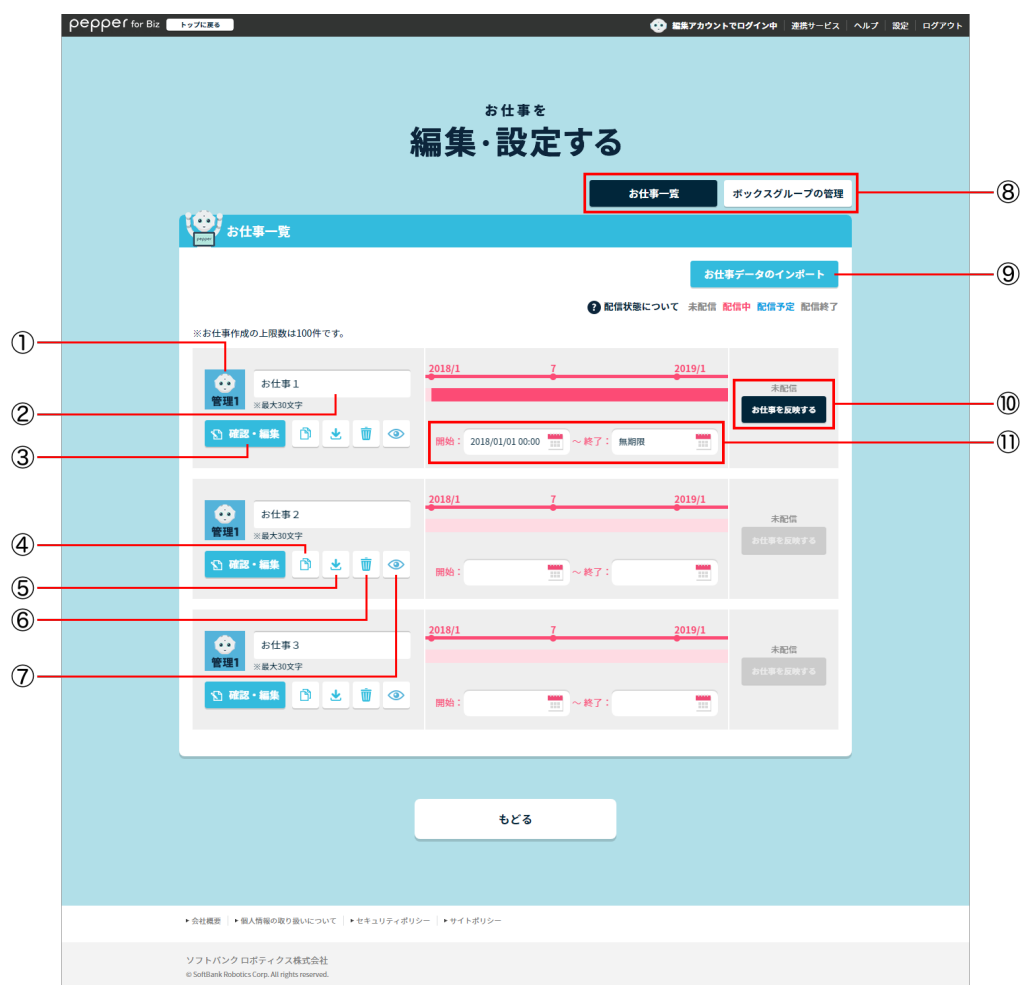 pepper for Biz トップに戻る 編集アカウントでログイン中 連携サービス ヘルプ 設定 ログアウト
お仕事を
編集・設定する
お仕事一覧 ボックスグループの管理 ⑧
pepper お仕事一覧
お仕事データのインポート ⑨
? 配信状態について 未配信 配信中 配信予定 配信終了
※お仕事作成の上限数は100件です。
①
2018/1 7 2019/1
お仕事1
未配信
管理1 ※最大30文字
② お仕事を反映する ⑩
③ 確認・編集 開始: 2018/01/01 00:00 ~ 終了: 無期限 ⑪
2018/1 7 2019/1
お仕事2
未配信
管理1 ※最大30文字
④ お仕事を反映する
確認・編集 開始: ~ 終了:
⑤
⑥
2018/1 7 2019/1
お仕事3
未配信
管理1 ※最大30文字
⑦ お仕事を反映する
確認・編集 開始: ~ 終了:
もどる
会社概要 個人情報の取り扱いについて セキュリティポリシー サイトポリシー
ソフトバンク ロボティクス株式会社
© SoftBank Robotics Corp. All rights reserved.